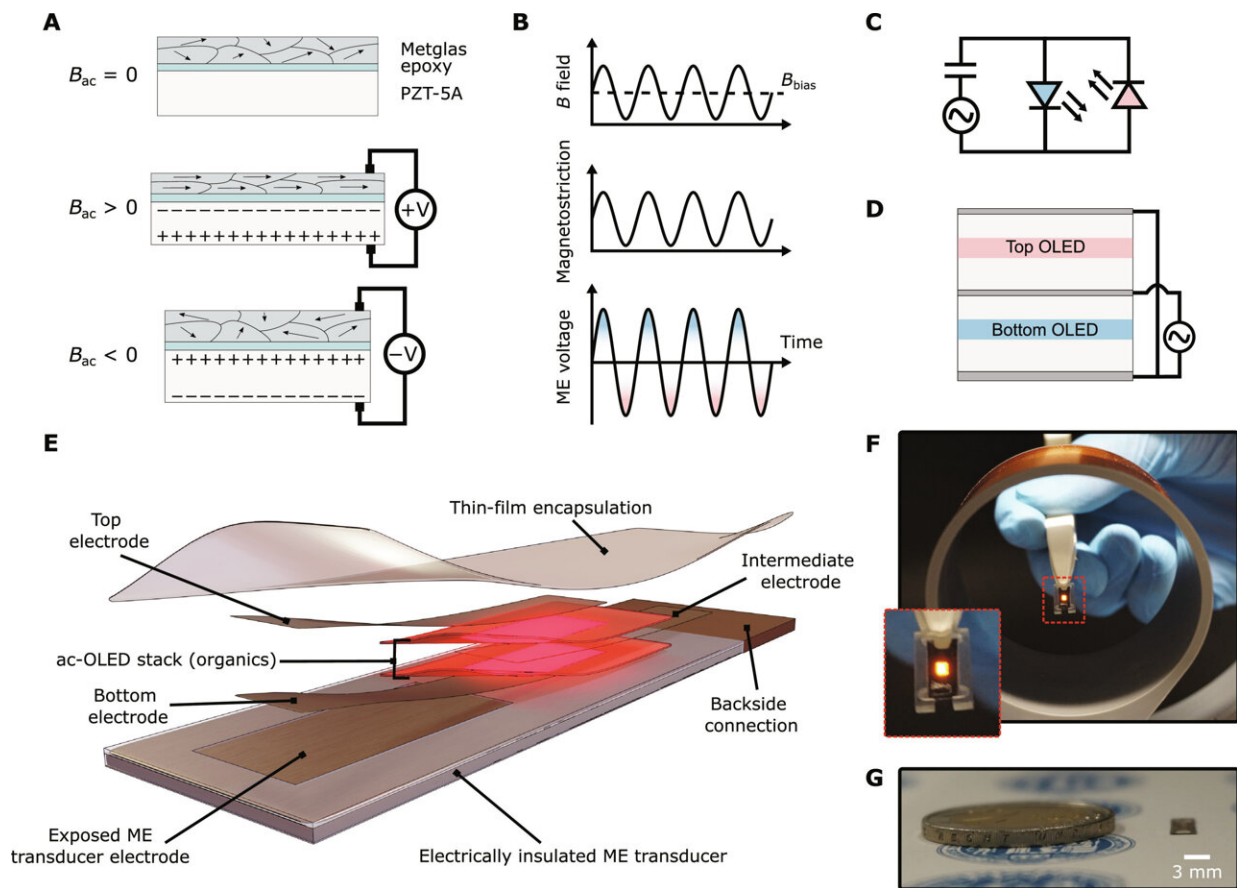 A
B_ac = 0
Metglas
epoxy
PZT-5A
B_ac > 0
− − − − − − − − − − − − − −
+ + + + + + + + + + + + + + +
+V
B_ac < 0
+ + + + + + + + + + + + +
− − − − − − − − − − − −
−V
B
B field
B_bias
Magnetostriction
ME voltage
Time
C
D
Top OLED
Bottom OLED
E
Top
electrode
Thin-film encapsulation
Intermediate
electrode
ac-OLED stack (organics)
Bottom
electrode
Backside
connection
Exposed ME
transducer electrode
Electrically insulated ME transducer
F
G
3 mm